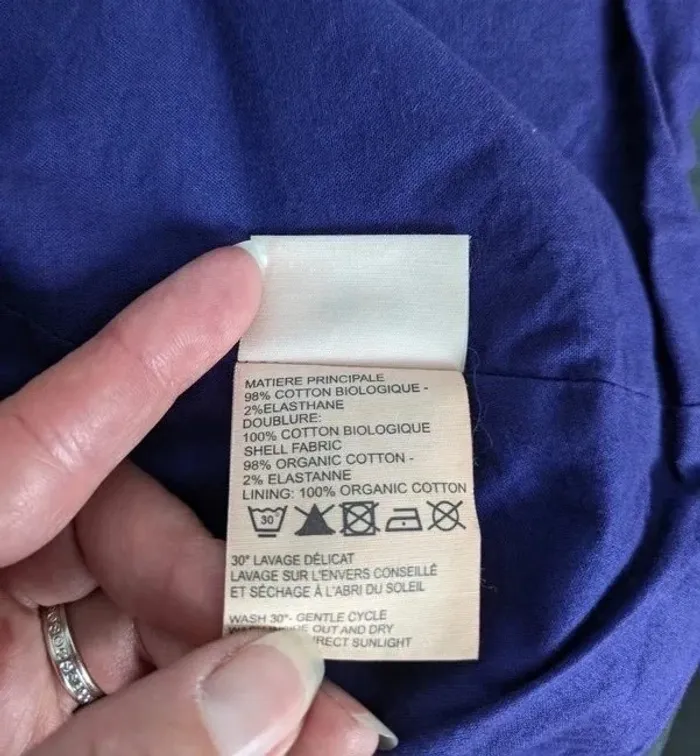 MATIERE PRINCIPALE
98% COTTON BIOLOGIQUE -
2%ELASTHANE
DOUBLURE:
100% COTTON BIOLOGIQUE
SHELL FABRIC
98% ORGANIC COTTON -
2% ELASTANNE
LINING: 100% ORGANIC COTTON
30°
30° LAVAGE DÉLICAT
LAVAGE SUR L'ENVERS CONSEILLÉ
ET SÉCHAGE À L'ABRI DU SOLEIL
WASH 30°- GENTLE CYCLE
OUT AND DRY
SUNLIGHT